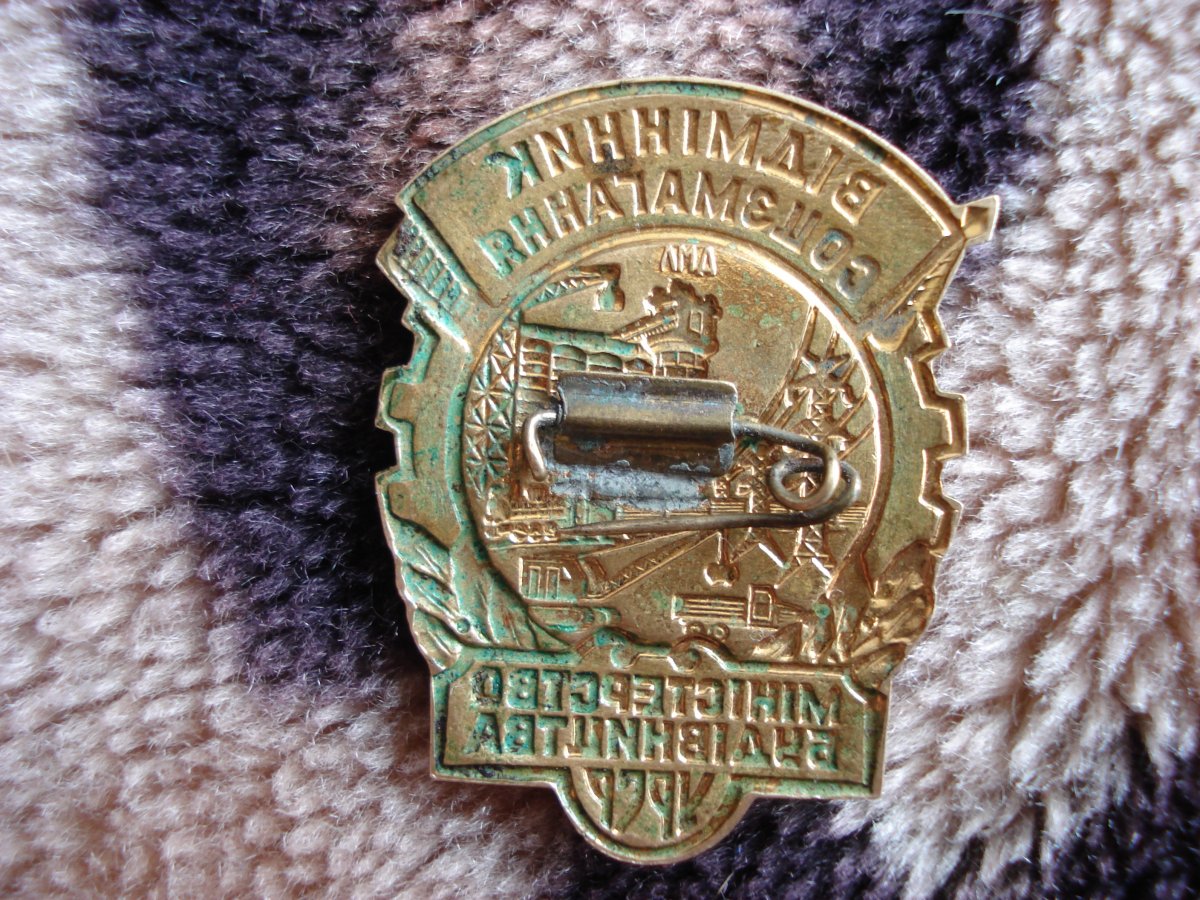 ВІДМІННИК
СОЦЗМАГАННЯ
МІНІСТЕРСТВО
БУДІВНИЦТВА
УРСР